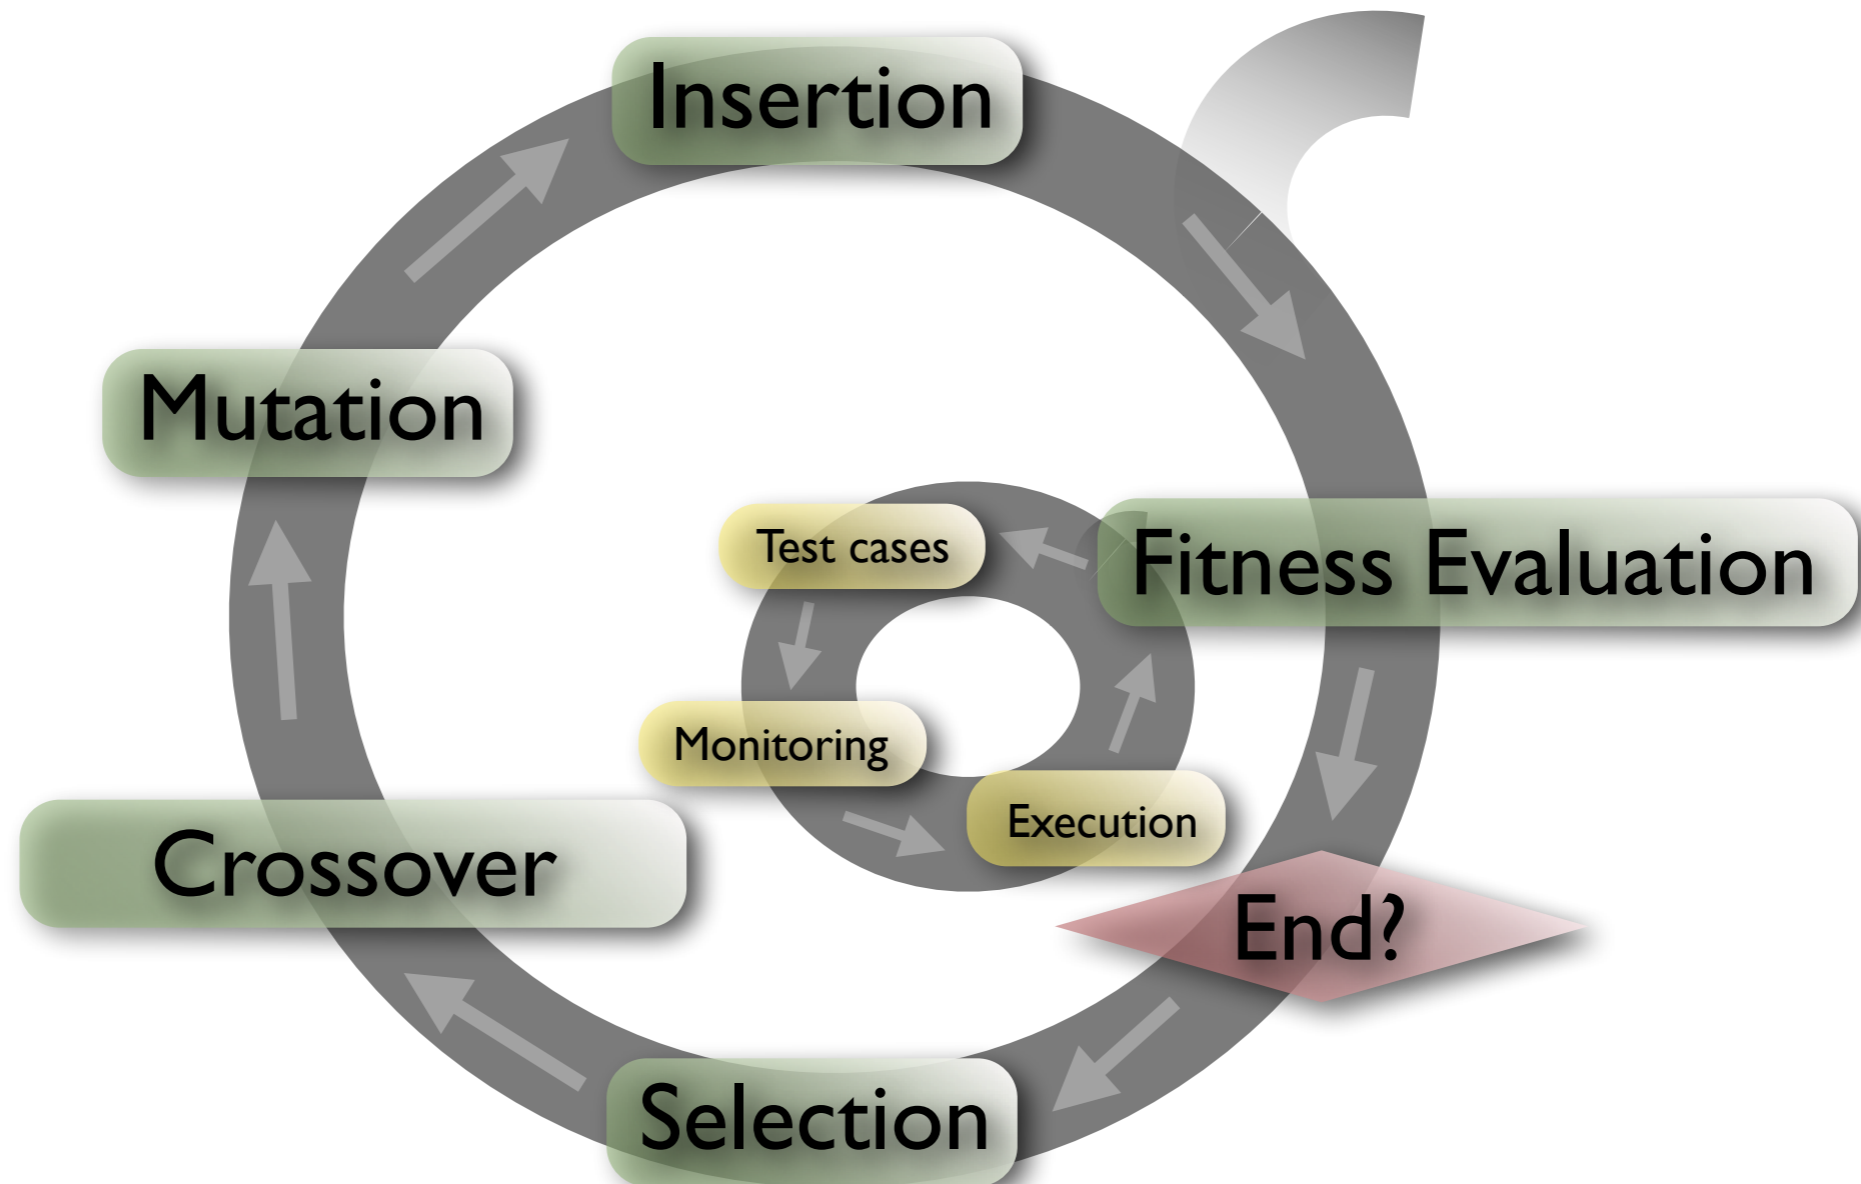 Insertion
Mutation
Test cases
Fitness Evaluation
Monitoring
Execution
Crossover
End?
Selection